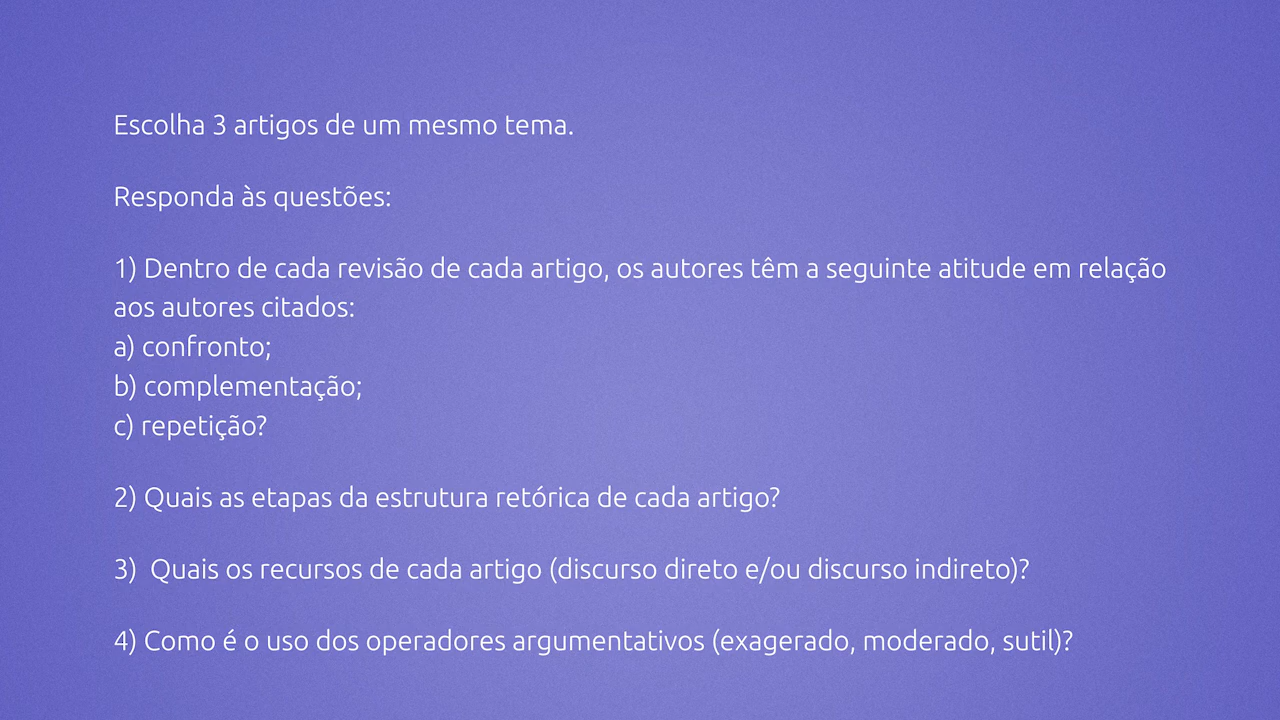 Escolha 3 artigos de um mesmo tema.
Responda às questões:
1) Dentro de cada revisão de cada artigo, os autores têm a seguinte atitude em relação
aos autores citados:
a) confronto;
b) complementação;
c) repetição?
2) Quais as etapas da estrutura retórica de cada artigo?
3)  Quais os recursos de cada artigo (discurso direto e/ou discurso indireto)?
4) Como é o uso dos operadores argumentativos (exagerado, moderado, sutil)?